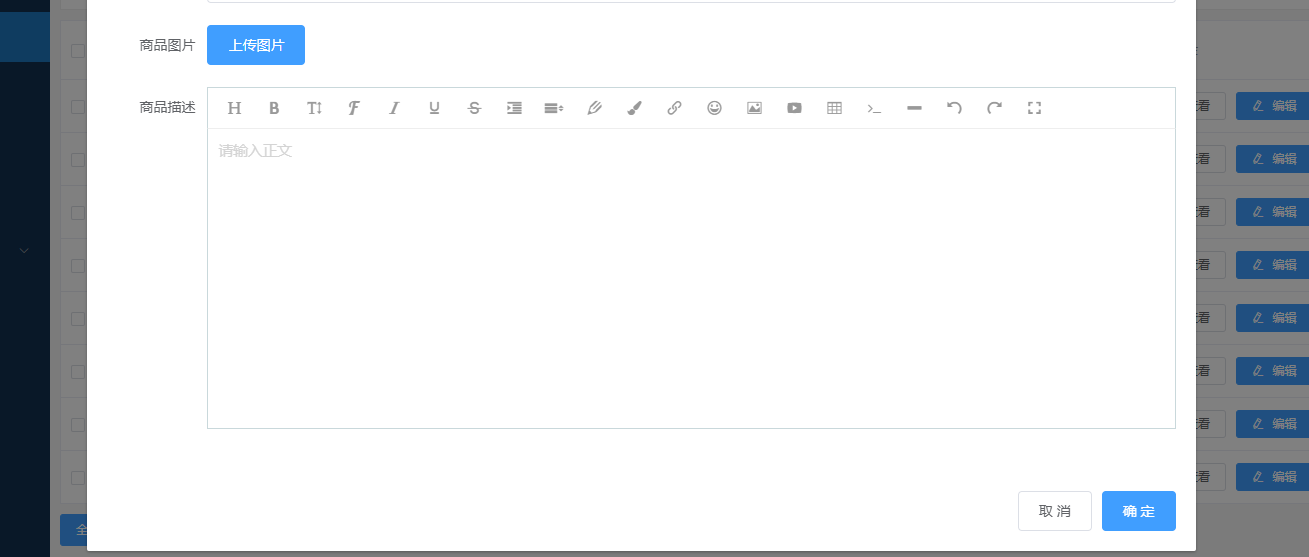 商品图片 上传图片
商品描述
请输入正文
看 编辑
看 编辑
看 编辑
看 编辑
看 编辑
看 编辑
看 编辑
看 编辑
取消 确定
全